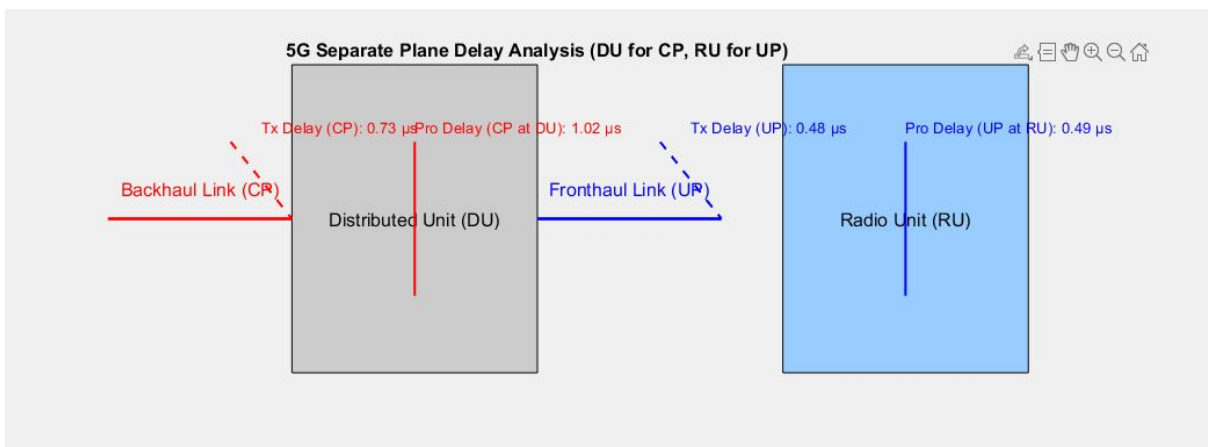 5G Separate Plane Delay Analysis (DU for CP, RU for UP)
Tx Delay (CP): 0.73 µs
Pro Delay (CP at DU): 1.02 µs
Tx Delay (UP): 0.48 µs
Pro Delay (UP at RU): 0.49 µs
Backhaul Link (CP)
Fronthaul Link (UP)
Distributed Unit (DU)
Radio Unit (RU)